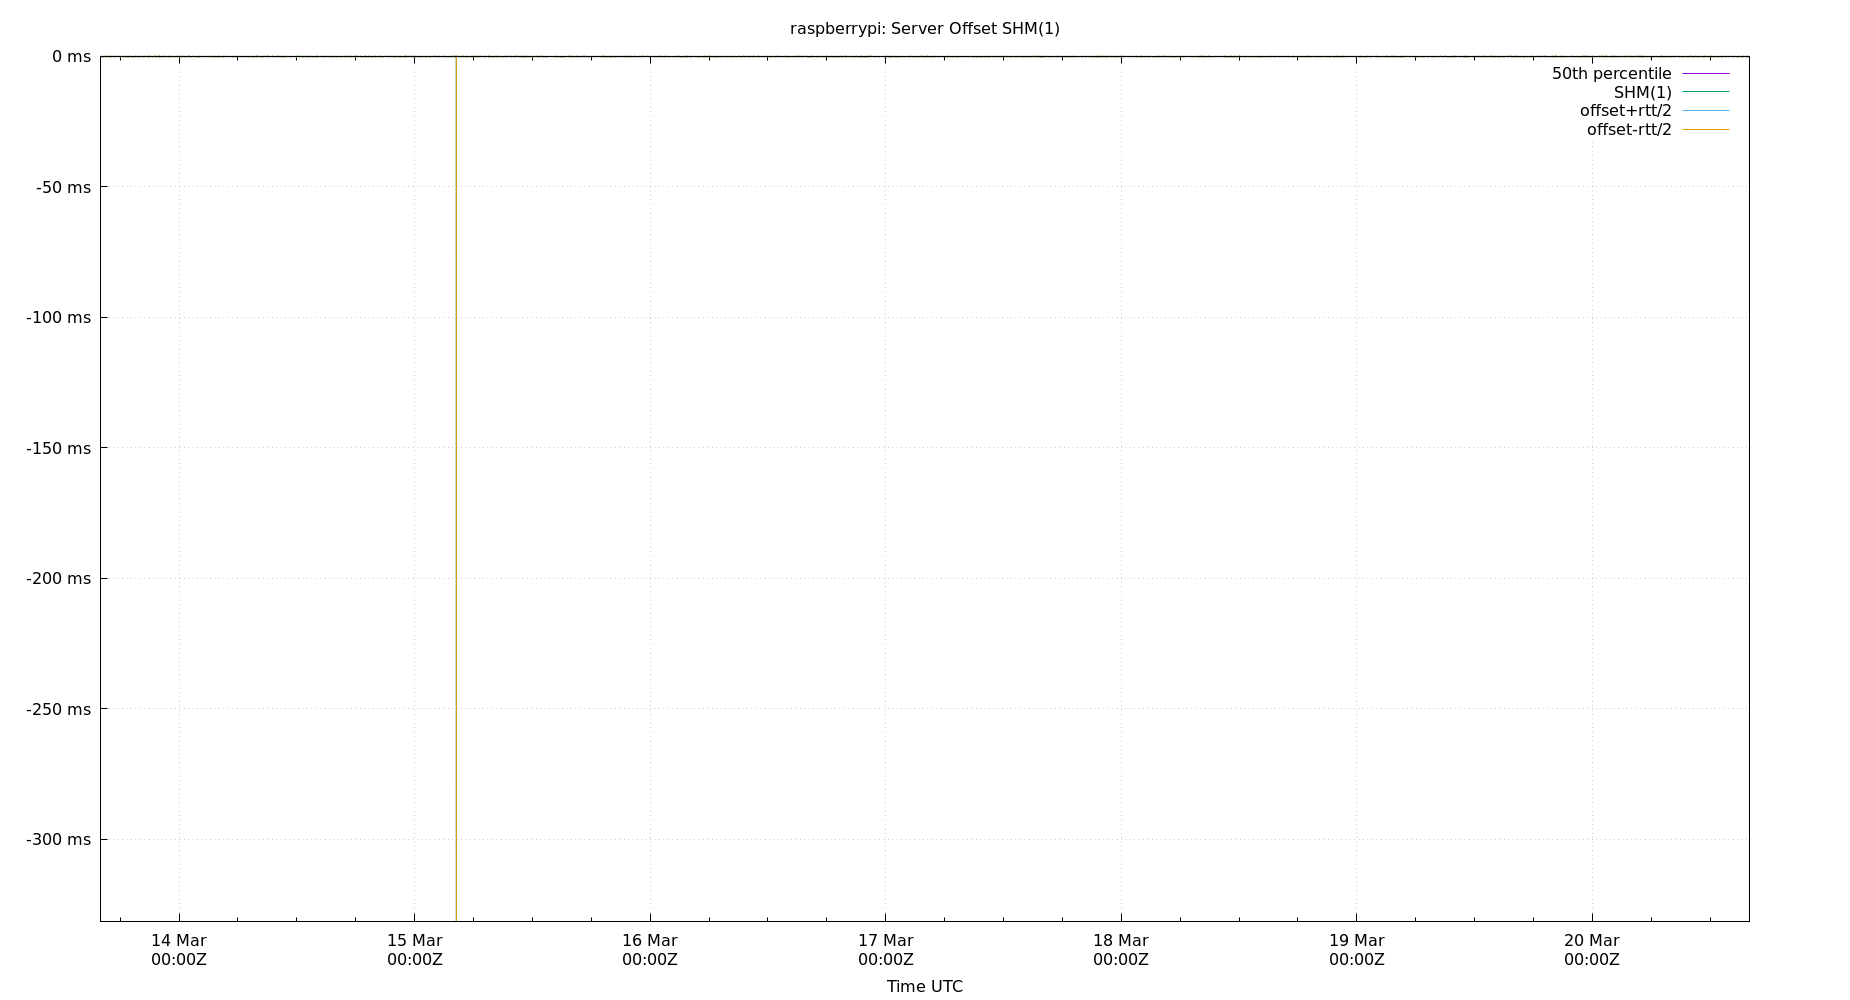 raspberrypi: Server Offset SHM(1)
0 ms
50th percentile
SHM(1)
offset+rtt/2
offset-rtt/2
-50 ms
-100 ms
-150 ms
-200 ms
-250 ms
-300 ms
14 Mar 15 Mar 16 Mar 17 Mar 18 Mar 19 Mar 20 Mar
00:00Z 00:00Z 00:00Z 00:00Z 00:00Z 00:00Z 00:00Z
Time UTC